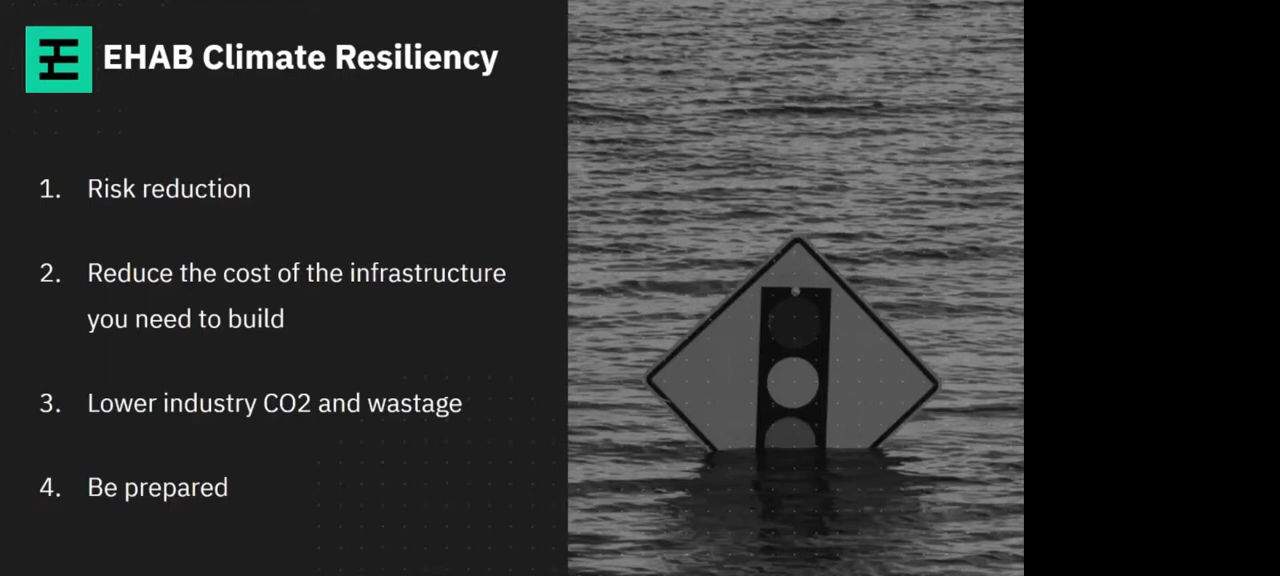 EHAB Climate Resiliency
1. Risk reduction
2. Reduce the cost of the infrastructure
you need to build
3. Lower industry CO2 and wastage
4. Be prepared